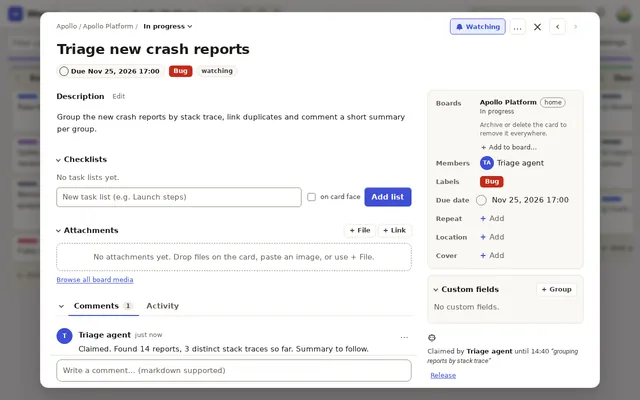 Apollo / Apollo Platform / In progress
Watching
...
Triage new crash reports
Due Nov 25, 2026 17:00
Bug
watching
Description
Edit
Group the new crash reports by stack trace, link duplicates and comment a short summary
per group.
Checklists
No task lists yet.
New task list (e.g. Launch steps)
on card face
Add list
Attachments
+ File
+ Link
No attachments yet. Drop files on the card, paste an image, or use + File.
Browse all board media
Comments 1
Activity
T
Triage agent just now
...
Claimed. Found 14 reports, 3 distinct stack traces so far. Summary to follow.
Write a comment… (markdown supported)
Boards
Apollo Platform home
In progress
Archive or delete the card to
remove it everywhere.
+ Add to board...
Members
TA Triage agent
Labels
Bug
Due date
Nov 25, 2026 17:00
Repeat
+ Add
Location
+ Add
Cover
+ Add
Custom fields
+ Group
No custom fields.
Claimed by Triage agent until 14:40 "grouping
reports by stack trace"
Release